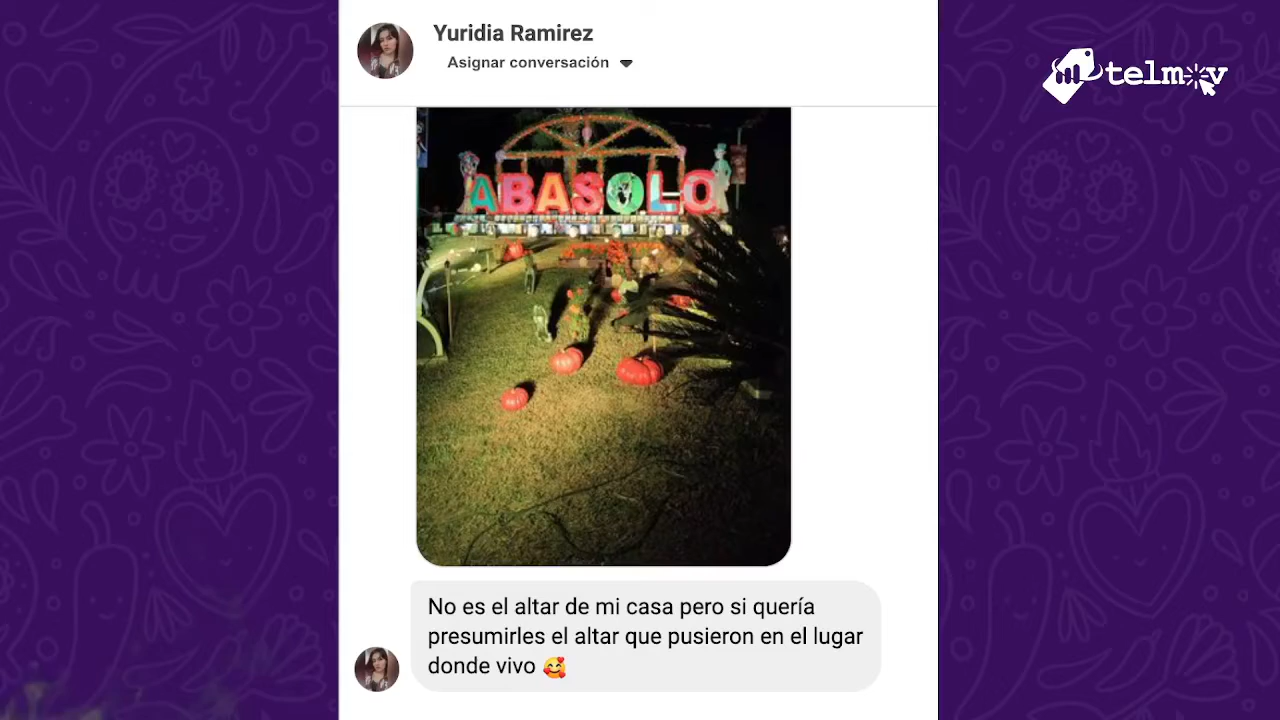 Yuridia Ramirez
Asignar conversación
telmov
ABASOLO
No es el altar de mi casa pero si quería
presumirles el altar que pusieron en el lugar
donde vivo 🥰